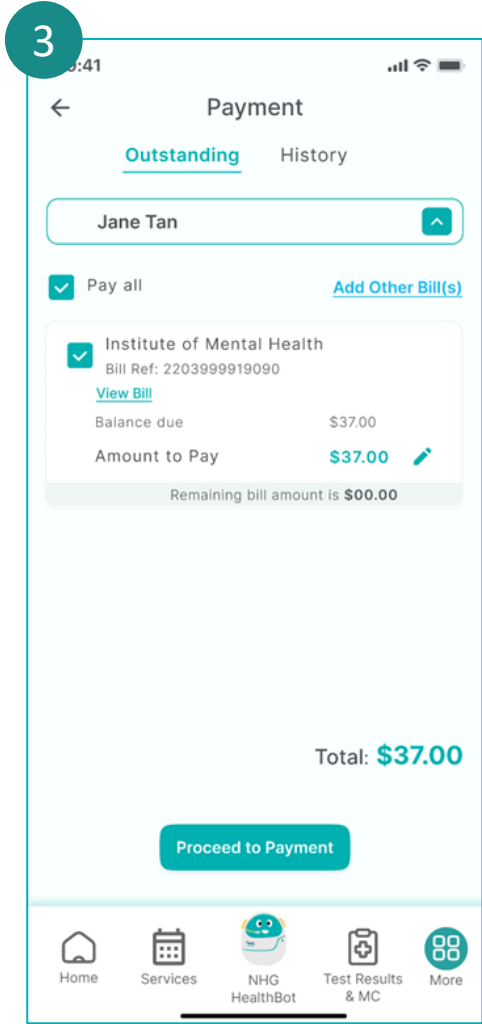 3
:41
Payment
Outstanding History
Jane Tan
Pay all Add Other Bill(s)
Institute of Mental Health
Bill Ref: 2203999919090
View Bill
Balance due $37.00
Amount to Pay $37.00
Remaining bill amount is $00.00
Total: $37.00
Proceed to Payment
Home Services NHG HealthBot Test Results & MC More